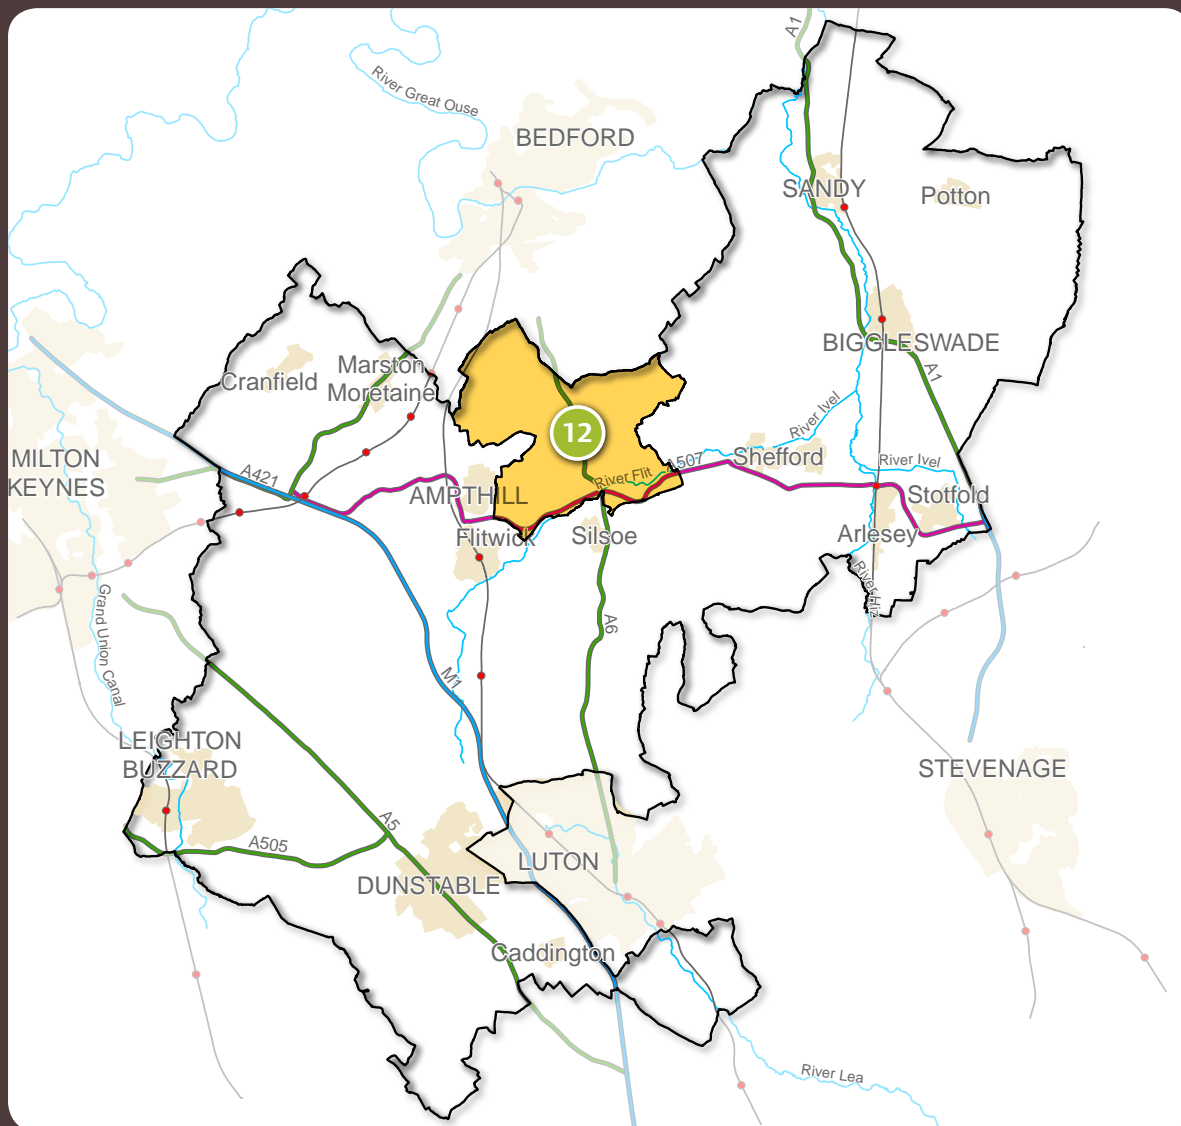 A1
River Great Ouse
BEDFORD
SANDY
Potton
BIGGLESWADE
Marston
Moretaine
Cranfield
A1
River Ivel
12
MILTON
KEYNES
A421
AMPTHILL
River Flit
A507
Shefford
River Ivel
Stotfold
Flitwick
Silsoe
Arlesey
River Hiz
Grand Union Canal
A6
M1
LEIGHTON
BUZZARD
STEVENAGE
A5
A505
LUTON
DUNSTABLE
Caddington
River Lea